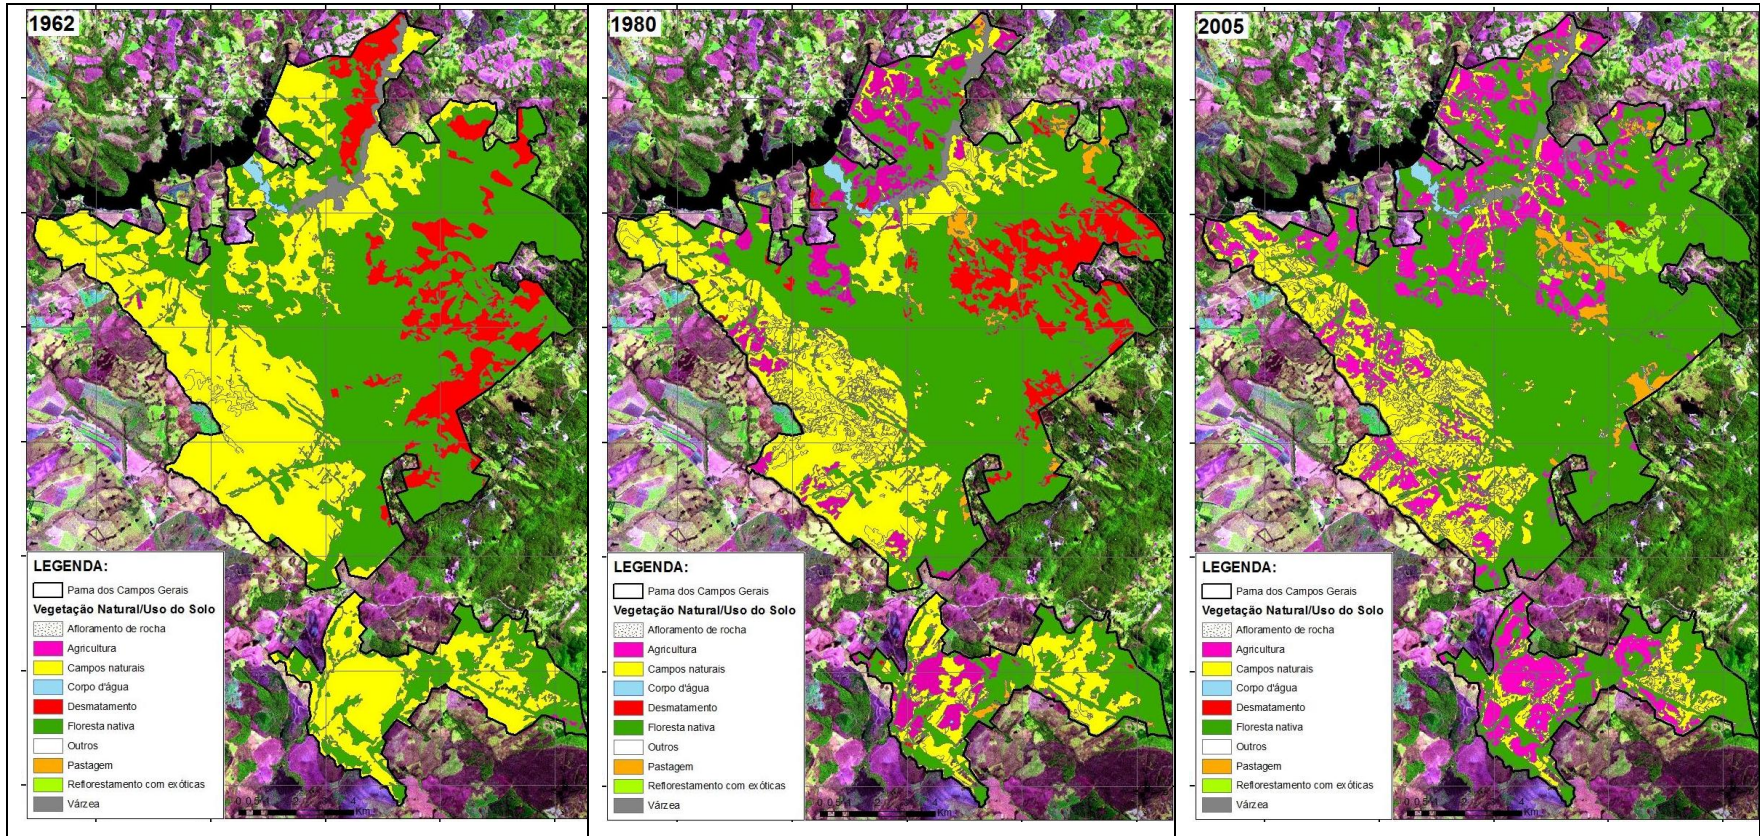 1962
LEGENDA:
Pama dos Campos Gerais
Vegetação Natural/Uso do Solo
Afloramento de rocha
Agricultura
Campos naturais
Corpo d'água
Desmatamento
Floresta nativa
Outros
Pastagem
Reflorestamento com exóticas
Várzea
Km
1980
LEGENDA:
Pama dos Campos Gerais
Vegetação Natural/Uso do Solo
Afloramento de rocha
Agricultura
Campos naturais
Corpo d'água
Desmatamento
Floresta nativa
Outros
Pastagem
Reflorestamento com exóticas
Várzea
Km
2005
LEGENDA:
Pama dos Campos Gerais
Vegetação Natural/Uso do Solo
Afloramento de rocha
Agricultura
Campos naturais
Corpo d'água
Desmatamento
Floresta nativa
Outros
Pastagem
Reflorestamento com exóticas
Várzea
Km